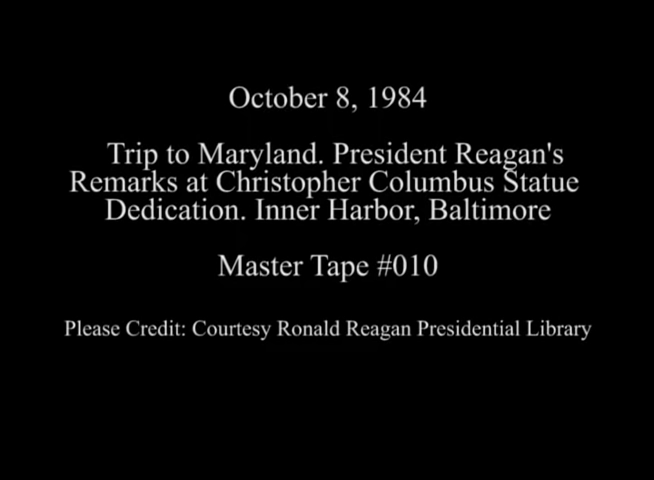 October 8, 1984
Trip to Maryland. President Reagan's
Remarks at Christopher Columbus Statue
Dedication. Inner Harbor, Baltimore
Master Tape #010
Please Credit: Courtesy Ronald Reagan Presidential Library